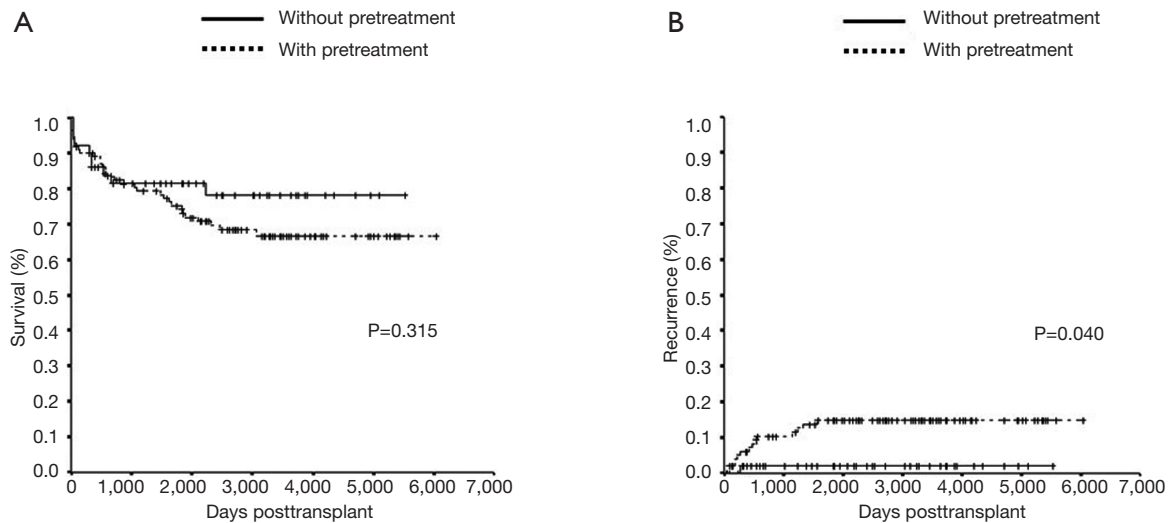 A
Without pretreatment
With pretreatment
Survival (%)
1.0
0.9
0.8
0.7
0.6
0.5
0.4
0.3
0.2
0.1
0.0
P=0.315
0 1,000 2,000 3,000 4,000 5,000 6,000 7,000
Days posttransplant
B
Without pretreatment
With pretreatment
Recurrence (%)
1.0
0.9
0.8
0.7
0.6
0.5
0.4
0.3
0.2
0.1
0.0
P=0.040
0 1,000 2,000 3,000 4,000 5,000 6,000 7,000
Days posttransplant